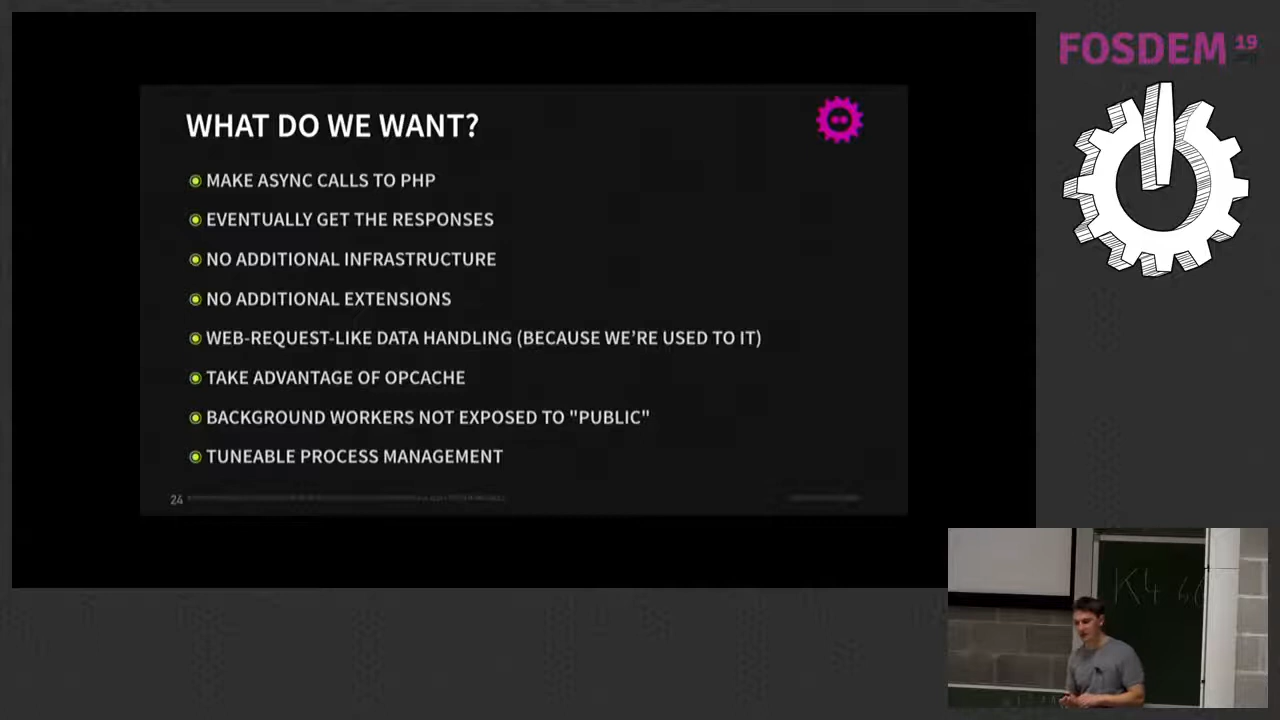 WHAT DO WE WANT?
MAKE ASYNC CALLS TO PHP
EVENTUALLY GET THE RESPONSES
NO ADDITIONAL INFRASTRUCTURE
NO ADDITIONAL EXTENSIONS
WEB-REQUEST-LIKE DATA HANDLING (BECAUSE WE'RE USED TO IT)
TAKE ADVANTAGE OF OPCACHE
BACKGROUND WORKERS NOT EXPOSED TO "PUBLIC"
TUNEABLE PROCESS MANAGEMENT
24
FOSDEM 19